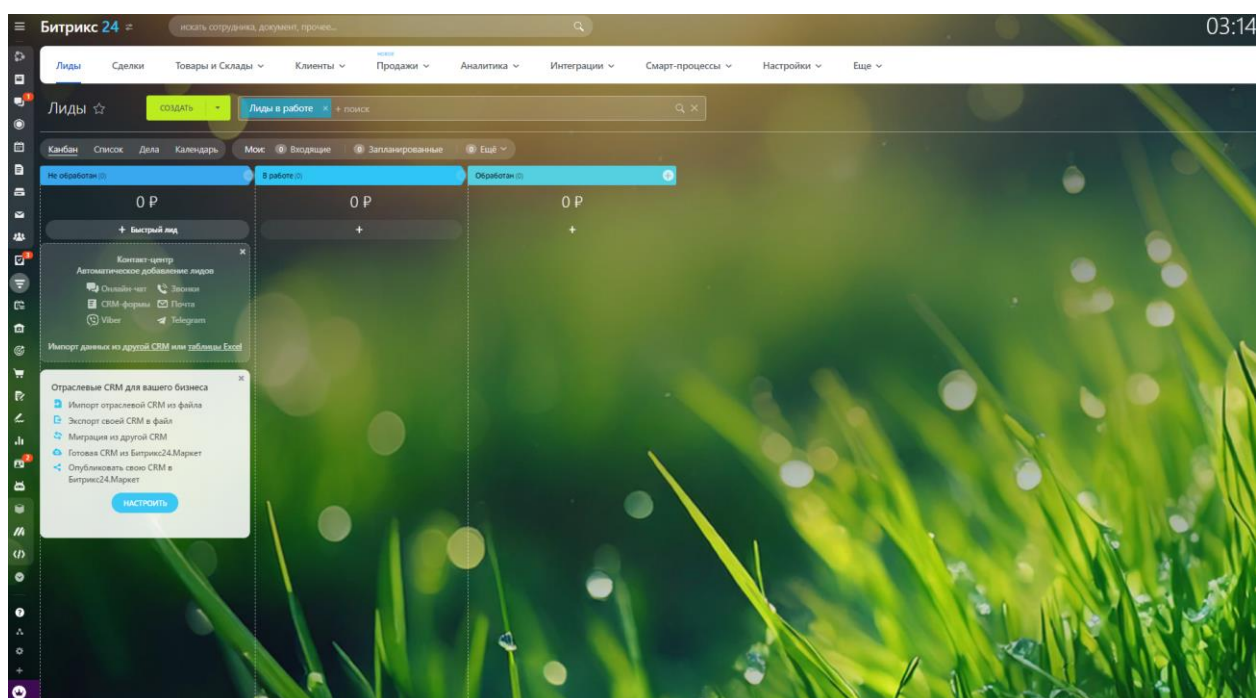 Битрикс 24
искать сотрудника, документ, прочее...
03:14
Лиды Сделки Товары и Склады Клиенты Продажи Аналитика Интеграции Смарт-процессы Настройки Еще
новое
Лиды СОЗДАТЬ Лиды в работе × + поиск
1
Канбан Список Дела Календарь Мои: 0 Входящие 0 Запланированные 0 Ещё
Не обработан (0) В работе (0) Обработан (0)
0 ₽ 0 ₽ 0 ₽
+ Быстрый лид + +
3
Контакт-центр
Автоматическое добавление лидов
Онлайн-чат Звонки
CRM-формы Почта
Viber Telegram
Импорт данных из другой CRM или таблицы Excel
Отраслевые CRM для вашего бизнеса
Импорт отраслевой CRM из файла
Экспорт своей CRM в файл
Миграция из другой CRM
Готовая CRM из Битрикс24.Маркет
2
Опубликовать свою CRM в
Битрикс24.Маркет
НАСТРОИТЬ